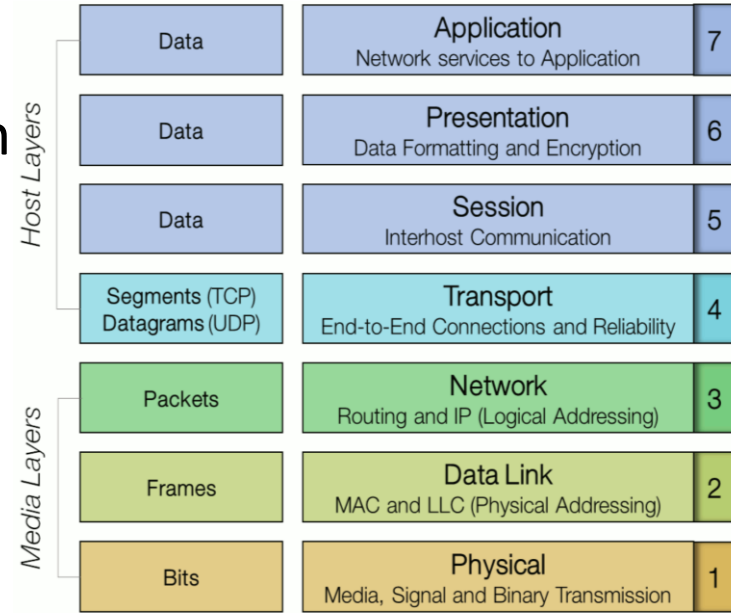 Host Layers
Data
Application
Network services to Application
7
Data
Presentation
Data Formatting and Encryption
6
Data
Session
Interhost Communication
5
Segments (TCP)
Datagrams (UDP)
Transport
End-to-End Connections and Reliability
4
Media Layers
Packets
Network
Routing and IP (Logical Addressing)
3
Frames
Data Link
MAC and LLC (Physical Addressing)
2
Bits
Physical
Media, Signal and Binary Transmission
1